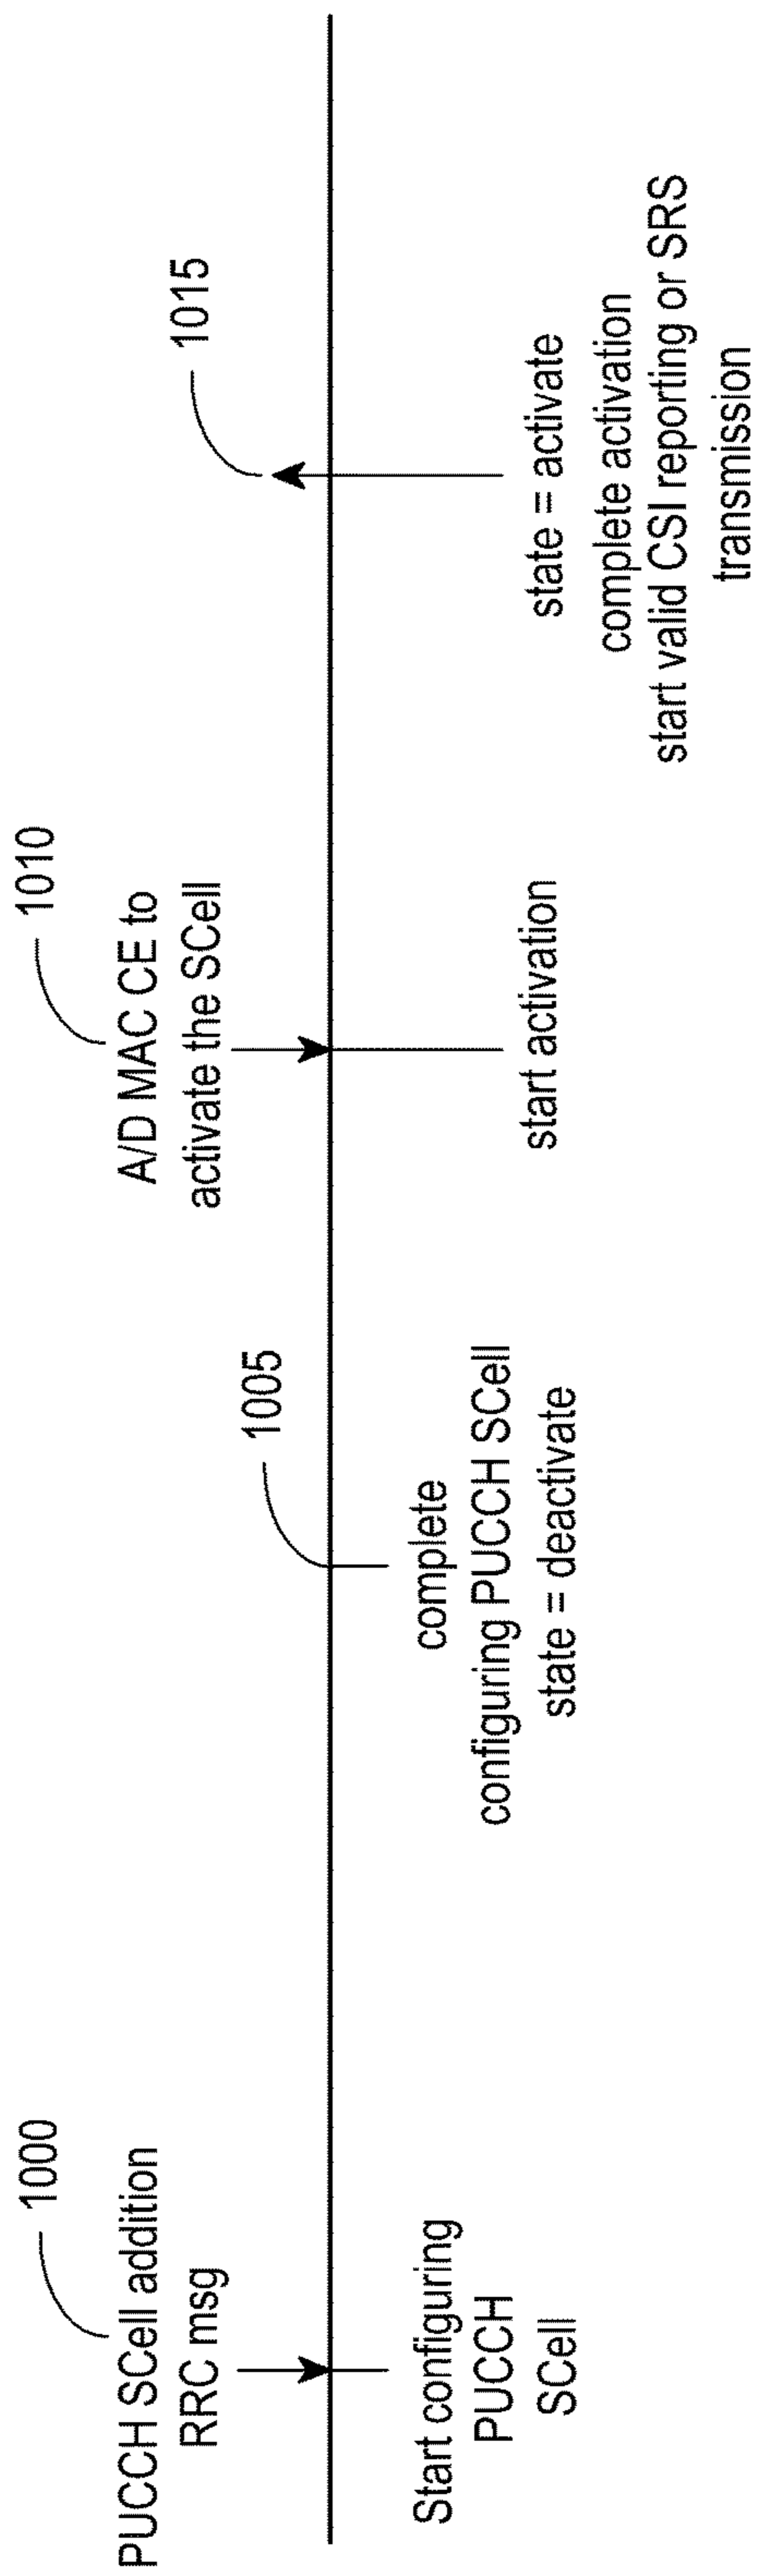 1000
PUCCH SCell addition
RRC msg
Start configuring
PUCCH
SCell
1005
complete
configuring PUCCH SCell
state = deactivate
1010
A/D MAC CE to
activate the SCell
start activation
1015
state = activate
complete activation
start valid CSI reporting or SRS
transmission